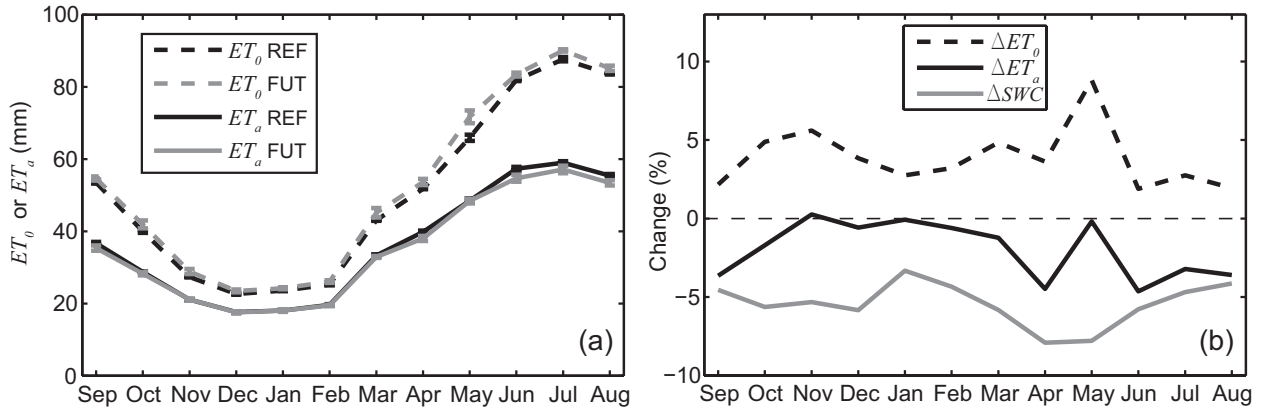 100
80
60
40
20
0
ET₀ or ETₐ (mm)
ET₀ REF
ET₀ FUT
ETₐ REF
ETₐ FUT
(a)
Sep Oct Nov Dec Jan Feb Mar Apr May Jun Jul Aug
10
5
0
−5
−10
Change (%)
ΔET₀
ΔETₐ
ΔSWC
(b)
Sep Oct Nov Dec Jan Feb Mar Apr May Jun Jul Aug